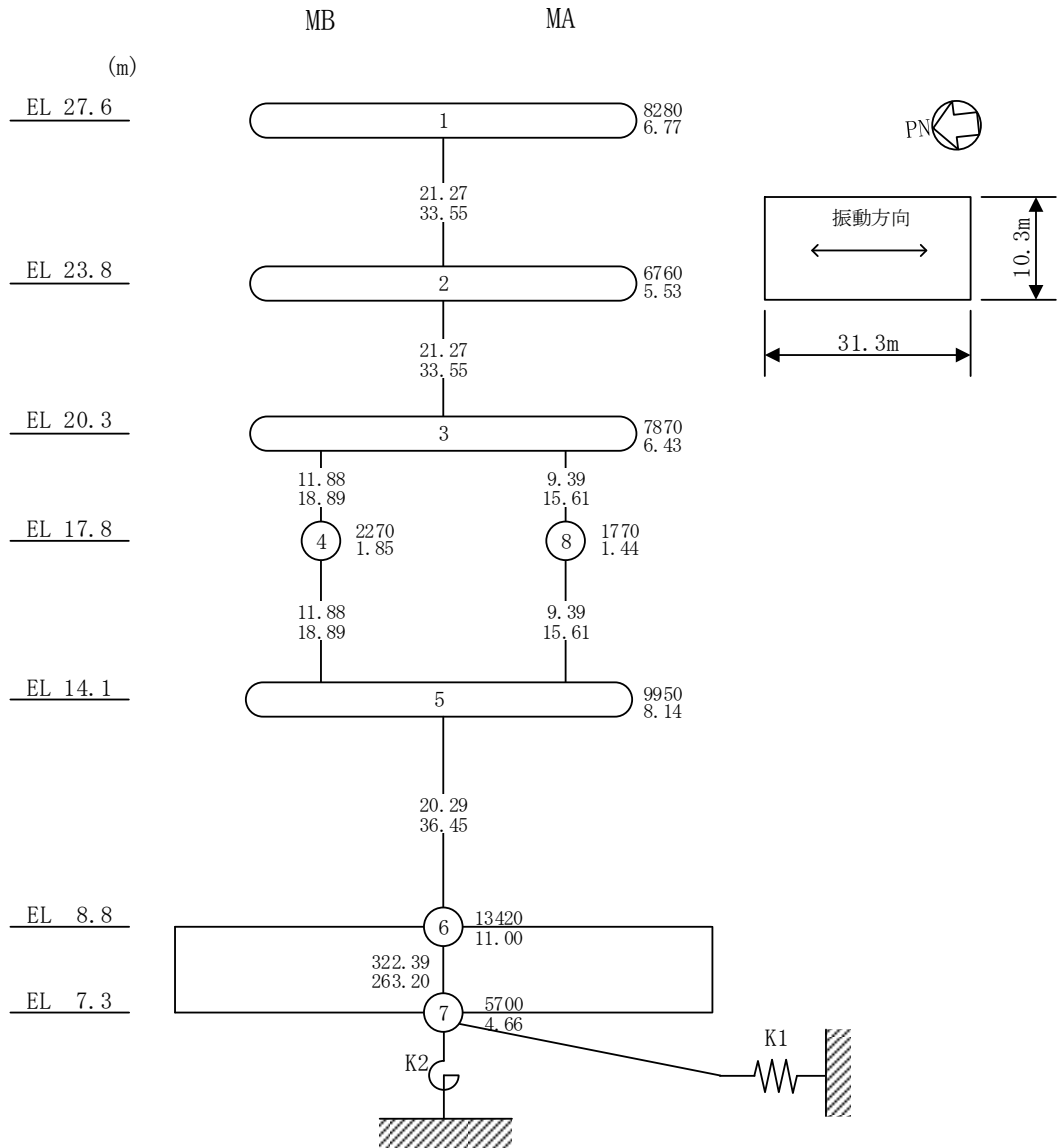 MB MA
(m)
EL 27.6
1
8280
6.77
PN
21.27
33.55
振動方向
10.3m
31.3m
EL 23.8
2
6760
5.53
21.27
33.55
EL 20.3
3
7870
6.43
11.88
18.89
9.39
15.61
EL 17.8
4
2270
1.85
8
1770
1.44
11.88
18.89
9.39
15.61
EL 14.1
5
9950
8.14
20.29
36.45
EL 8.8
6
13420
11.00
322.39
263.20
EL 7.3
7
5700
4.66
K1
K2